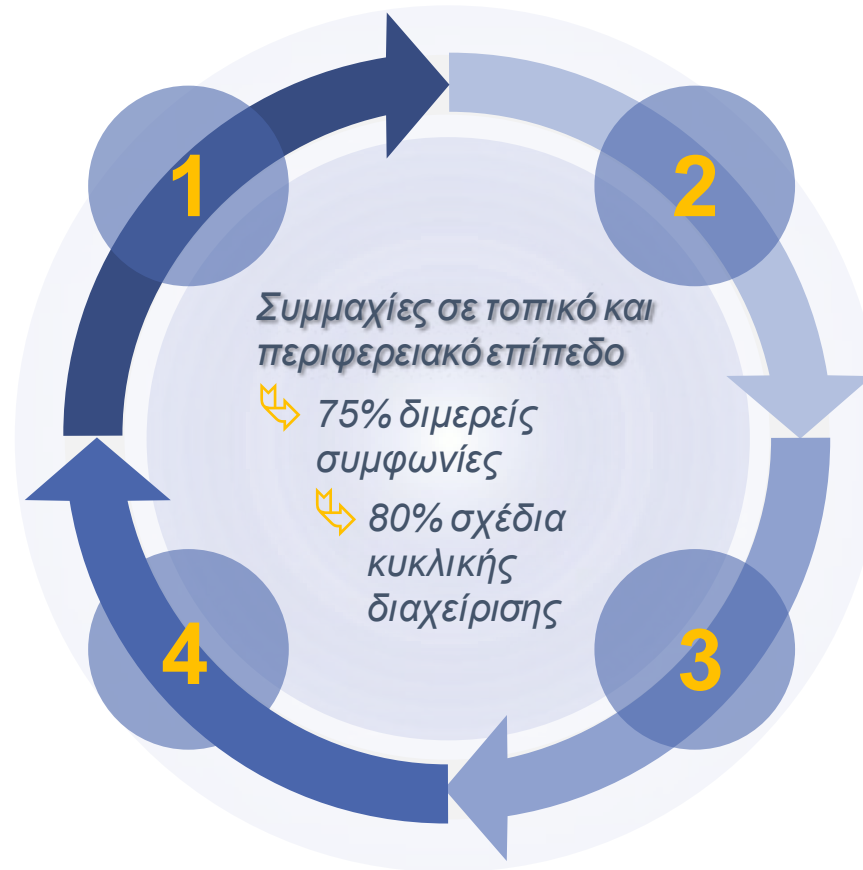 1
2
Συμμαχίες σε τοπικό και
περιφερειακό επίπεδο
75% διμερείς
συμφωνίες
80% σχέδια
κυκλικής
διαχείρισης
4
3